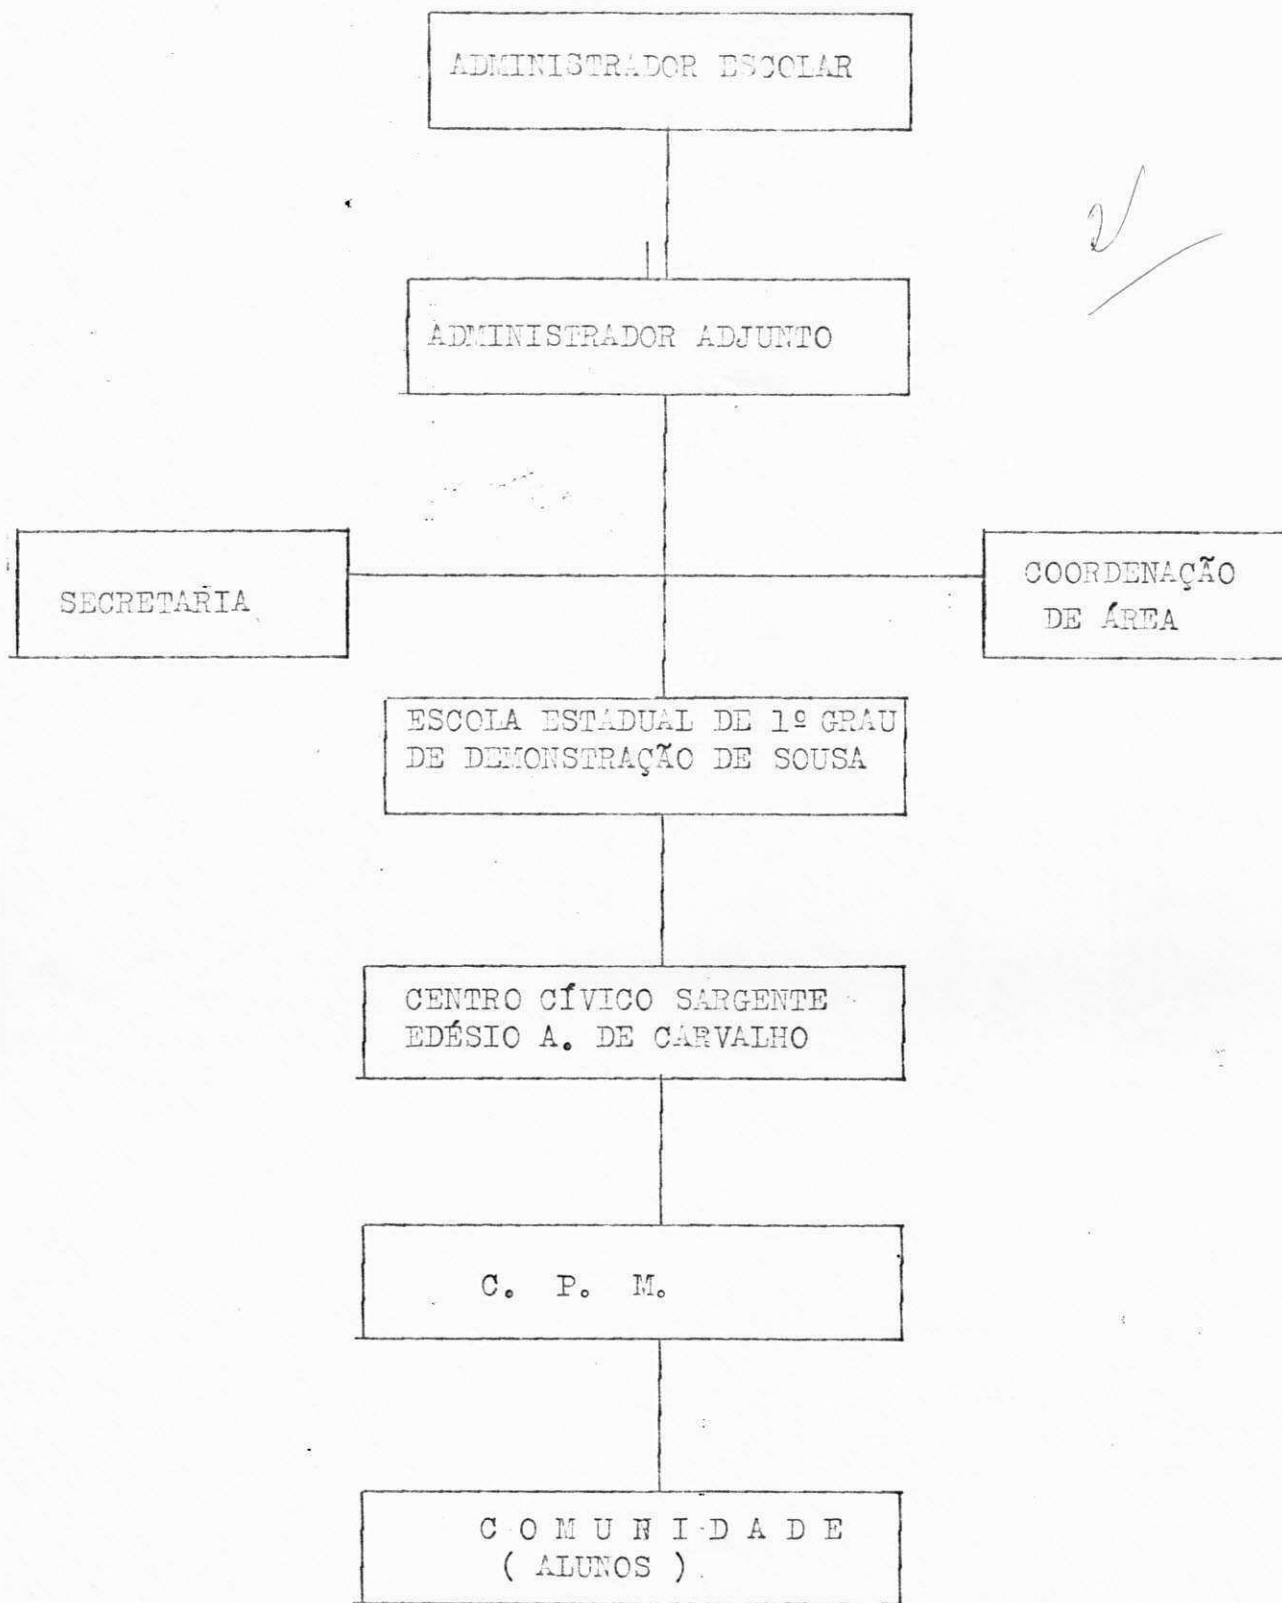 ADMINISTRADOR ESCOLAR
ADMINISTRADOR ADJUNTO
SECRETARIA
COORDENAÇÃO
DE ÁREA
ESCOLA ESTADUAL DE 1º GRAU
DE DEMONSTRAÇÃO DE SOUSA
CENTRO CÍVICO SARGENTE
EDÉSIO A. DE CARVALHO
C. P. M.
C O M U N I D A D E
( ALUNOS )